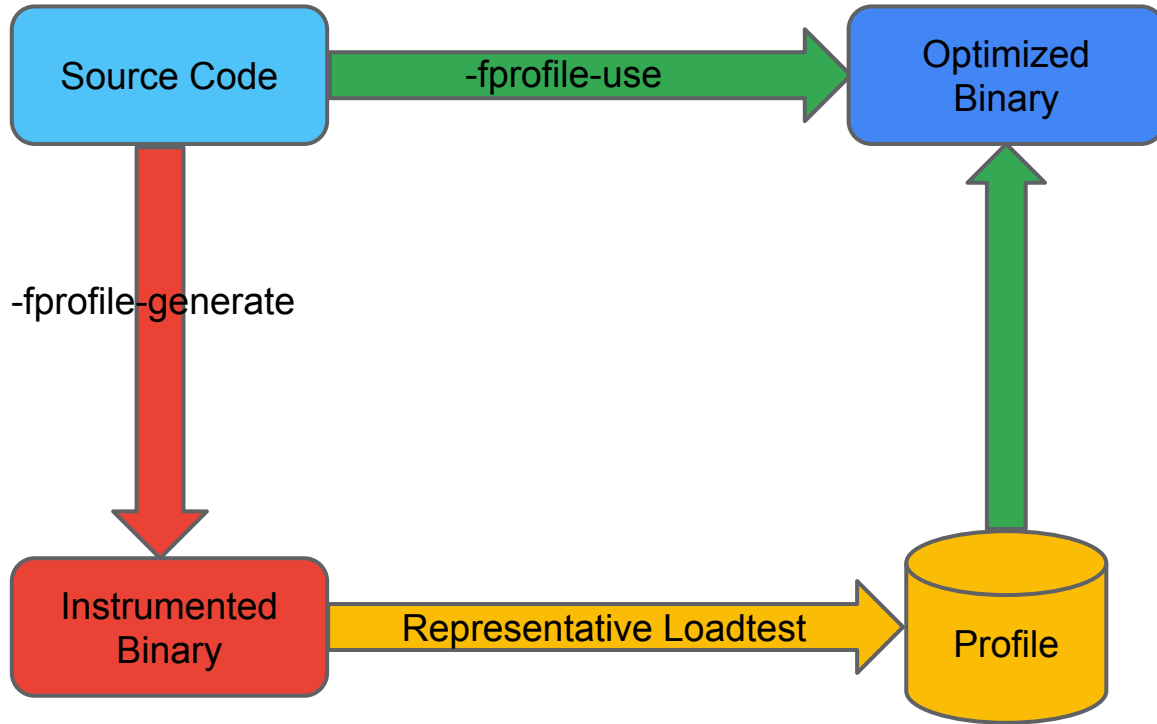 Source Code
-fprofile-use
Optimized
Binary
-fprofile-generate
Instrumented
Binary
Representative Loadtest
Profile